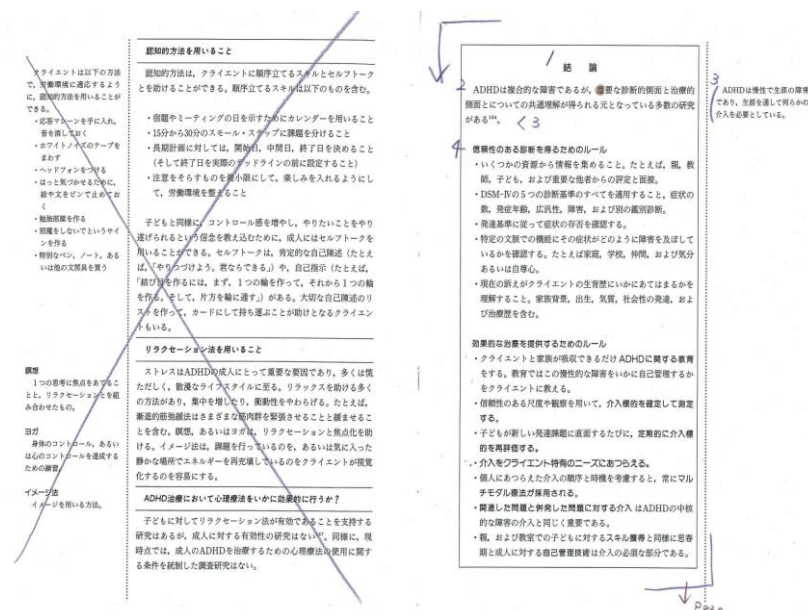 クライエントは以下の方法
で，労働環境に適応するよう
に，認知的方法を用いることが
できる。
・応答マシーンを手に入れ，
音を消しておく
・ホワイトノイズのテープを
まわす
・ヘッドフォンをつける
・はっと気づかせるために，
絵や文をピンで止めてお
く
・勉強部屋を作る
・邪魔をしないでというサイ
ンを作る
・特別なペン，ノート，ある
いは他の文房具を買う
瞑想
1つの思考に焦点をあてるこ
とと，リラクセーションとを組
み合わせたもの。
ヨガ
身体のコントロール，あるい
は心のコントロールを達成する
ための練習。
イメージ法
イメージを用いる方法。
認知的方法を用いること
認知的方法は，クライエントに順序立てるスキルとセルフトーク
とを助けることができる。順序立てるスキルは以下のものを含む。
・宿題やミーティングの日を示すためにカレンダーを用いること
・15分から30分のスモール・ステップに課題を分けること
・長期計画に対しては，開始日，中間日，終了日を決めること
（そして終了日を実際のデッドラインの前に設定すること）
・注意をそらすものを最小限にして，楽しみを入れるようにし
て，労働環境を整えること
子どもと同様に，コントロール感を増やし，やりたいことをやり
遂げられるという信念を教え込むために，成人にはセルフトークを
用いることができる。セルフトークは，肯定的な自己陳述（たとえ
ば，「やりつづけよう，君ならできる」）や，自己指示（たとえば，
「結び目を作るには，まず，1つの輪を作って，それから1つの輪
を作る。そして，片方を輪に通す」）がある。大切な自己陳述のリ
ストを作って，カードにして持ち運ぶことが助けとなるクライエン
トもいる。
リラクセーション法を用いること
ストレスはADHDの成人にとって重要な要因であり，多くは慌
ただしく，散漫なライフスタイルに至る。リラックスを助ける多く
の方法があり，集中を増したり，衝動性をやわらげる。たとえば，
漸進的筋弛緩法はさまざまな筋肉群を緊張させることと緩ませるこ
とを含む。瞑想，あるいはヨガは，リラクセーションと焦点化を助
ける。イメージ法は，課題を行っているのを，あるいは気に入った
静かな場所でエネルギーを再充填しているのをクライエントが視覚
化するのを容易にする。
ADHD治療において心理療法をいかに効果的に行うか？
子どもに対してリラクセーション法が有効であることを支持する
研究はあるが，成人に対する有効性の研究はない。同様に，現
時点では，成人のADHDを治療するための心理療法の使用に関す
る条件を統制した調査研究はない。
1
結　論
2
ADHDは複合的な障害であるが，重要な診断的側面と治療的
側面とについての共通理解が得られる元となっている多数の研究
がある。
<3
4
信頼性のある診断を得るためのルール
・いくつかの資源から情報を集めること。たとえば，親，教
師，子ども，および重要な他者からの評定と面接。
・DSM-Ⅳの5つの診断基準のすべてを適用すること。症状の
数，発症年齢，広汎性，障害，および別の鑑別診断。
・発達基準に従って症状の存否を確認する。
・特定の文脈での機能にその症状がどのように障害を及ぼして
いるかを確認する。たとえば家庭，学校，仲間，および気分
あるいは自尊心。
・現在の訴えがクライエントの生育歴にいかにあてはまるかを
理解すること。家族背景，出生，気質，社会性の発達，およ
び治療歴を含む。
効果的な治療を提供するためのルール
・クライエントと家族が吸収できるだけADHDに関する教育
をする。教育ではこの慢性的な障害をいかに自己管理するか
をクライエントに教える。
・信頼性のある尺度や観察を用いて，介入標的を確定して測定
する。
・子どもが新しい発達課題に直面するたびに，定期的に介入標
的を再評価する。
・介入をクライエント特有のニーズにあつらえる。
・個人にあつらえた介入の順序と時機を考慮すると，常にマル
チモダル療法が採用される。
・関連した問題と併発した問題に対する介入はADHDの中核
的な障害の介入と同じく重要である。
・親，および教室での子どもに対するスキル獲得と同様に思春
期と成人に対する自己管理技術は介入の必須な部分である。
3
ADHDは慢性で生涯の障害
であり，生涯を通して何らかの
介入を必要としている。